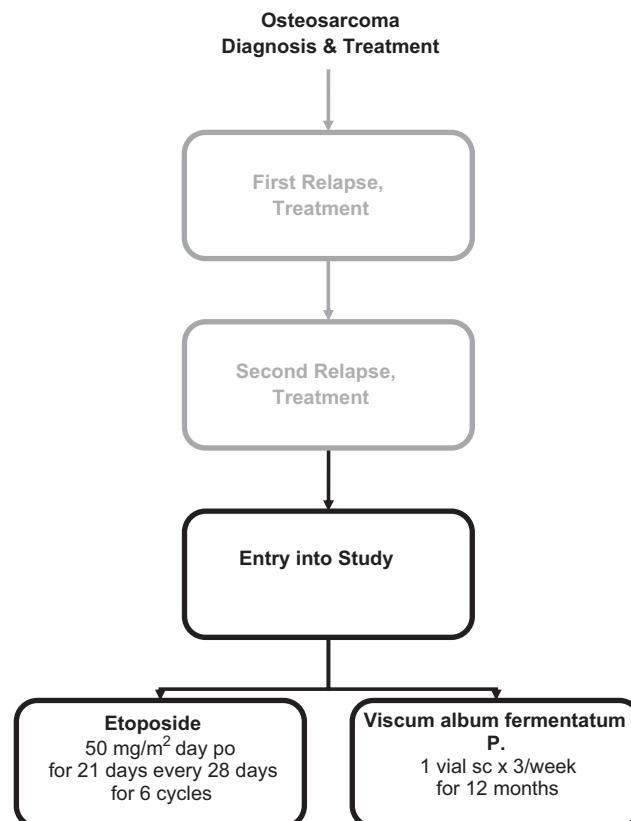 Osteosarcoma
Diagnosis & Treatment
First Relapse,
Treatment
Second Relapse,
Treatment
Entry into Study
Etoposide
50 mg/m² day po
for 21 days every 28 days
for 6 cycles
Viscum album fermentatum
P.
1 vial sc x 3/week
for 12 months